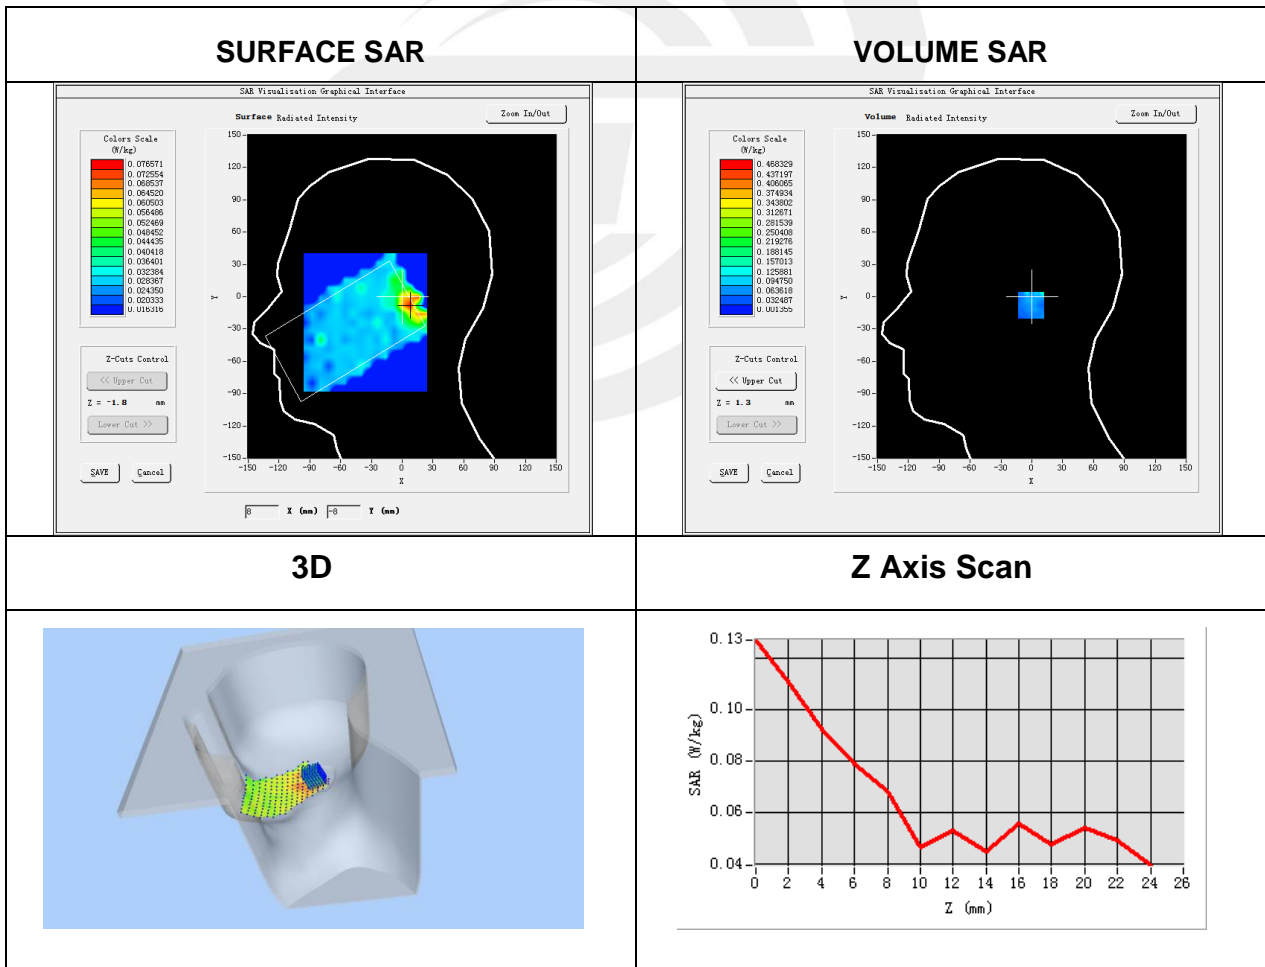 SURFACE SAR
VOLUME SAR
SAR Visualisation Graphical Interface
Surface Radiated Intensity
Zoom In/Out
Colors Scale
(W/kg)
0.076571
0.072554
0.068537
0.064520
0.060503
0.056486
0.052469
0.048452
0.044435
0.040418
0.036401
0.032384
0.028367
0.024350
0.020333
0.016316
Z-Cuts Control
<< Upper Cut
Z = -1.8 mm
Lower Cut >>
SAVE Cancel
150
120
90
60
30
0
-30
-60
-90
-120
-150
Y
-150 -120 -90 -60 -30 0 30 60 90 120 150
X
8 X (mm) -8 Y (mm)
SAR Visualisation Graphical Interface
Volume Radiated Intensity
Zoom In/Out
Colors Scale
(W/kg)
0.468329
0.437197
0.406065
0.374934
0.343802
0.312671
0.281539
0.250408
0.219276
0.188145
0.157013
0.125881
0.094750
0.063618
0.032487
0.001355
Z-Cuts Control
<< Upper Cut
Z = 1.3 mm
Lower Cut >>
SAVE Cancel
150
120
90
60
30
0
-30
-60
-90
-120
-150
Y
-150 -120 -90 -60 -30 0 30 60 90 120 150
X
3D
Z Axis Scan
0.13
0.10
0.08
0.06
0.04
SAR (W/kg)
0 2 4 6 8 10 12 14 16 18 20 22 24 26
Z (mm)